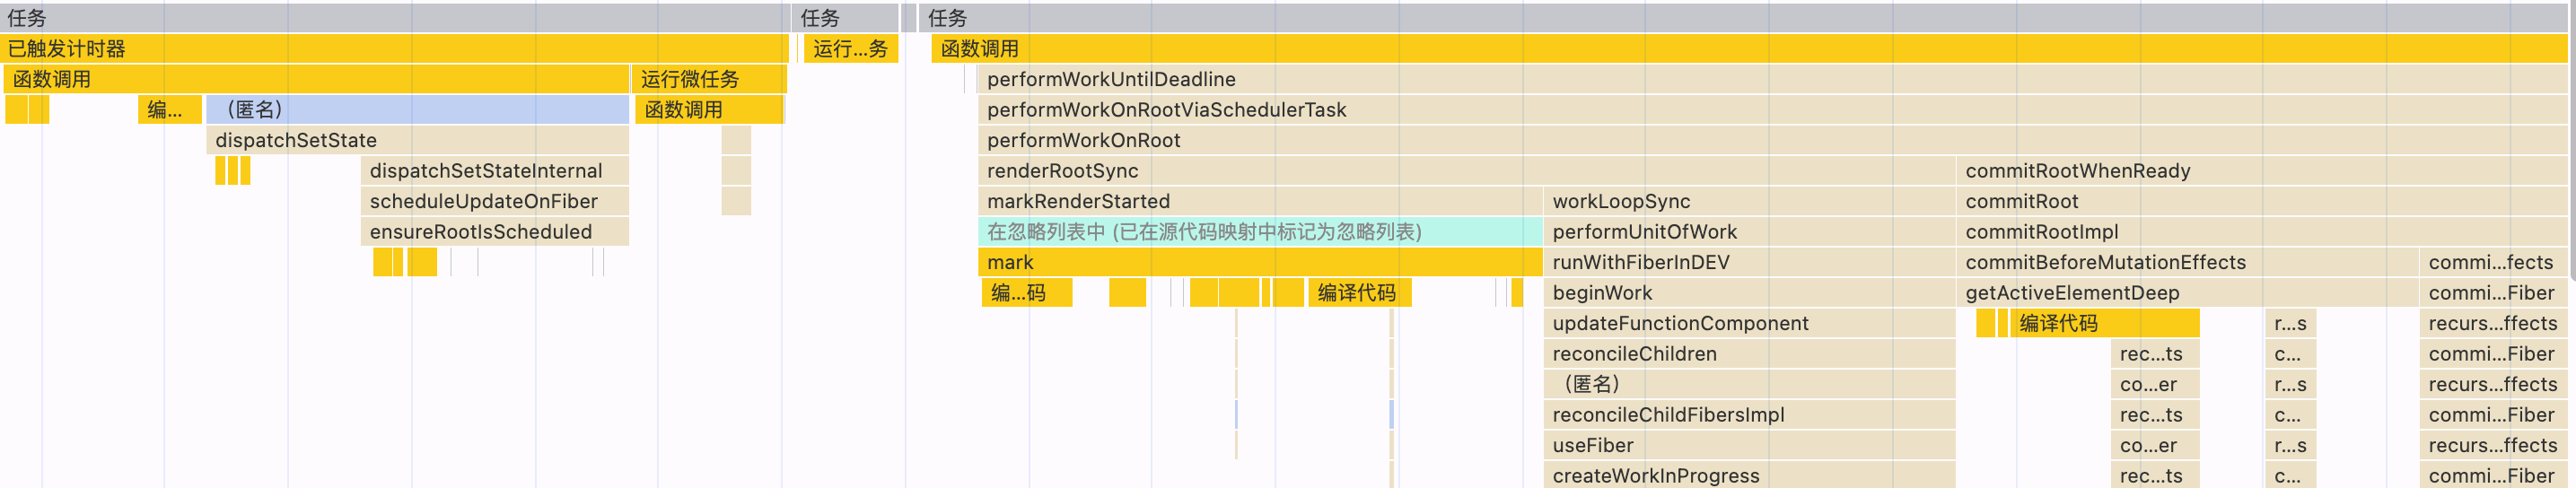 任务 任务 任务
已触发计时器 运行...务 函数调用
函数调用 运行微任务 performWorkUntilDeadline
编... （匿名） 函数调用 performWorkOnRootViaSchedulerTask
dispatchSetState performWorkOnRoot
dispatchSetStateInternal renderRootSync commitRootWhenReady
scheduleUpdateOnFiber markRenderStarted workLoopSync commitRoot
ensureRootIsScheduled 在忽略列表中 (已在源代码映射中标记为忽略列表) performUnitOfWork commitRootImpl
mark runWithFiberInDEV commitBeforeMutationEffects commi...fects
编...码 编译代码 beginWork getActiveElementDeep commi...Fiber
updateFunctionComponent 编译代码 r...s recurs...ffects
reconcileChildren rec...ts c... commi...Fiber
（匿名） co...er r...s recurs...ffects
reconcileChildFibersImpl rec...ts c... commi...Fiber
useFiber co...er r...s recurs...ffects
createWorkInProgress rec...ts c... commi...Fiber